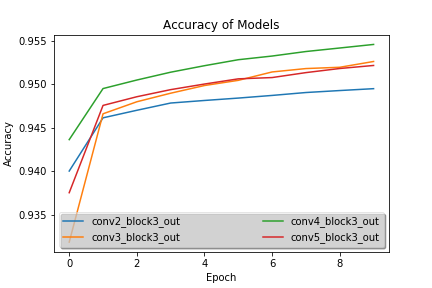 Accuracy of Models
0.955
0.950
0.945
0.940
0.935
Accuracy
conv2_block3_out
conv3_block3_out
conv4_block3_out
conv5_block3_out
0 2 4 6 8
Epoch